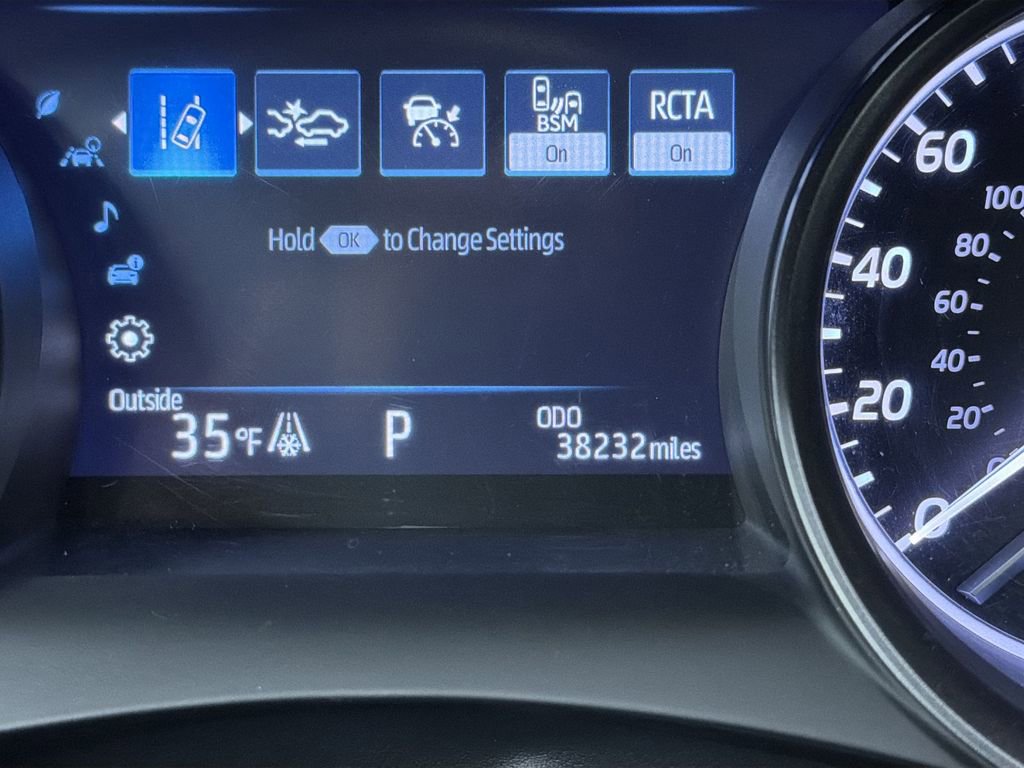 BSM
On
RCTA
On
Hold OK to Change Settings
Outside
35°F
P
ODO
38232 miles
60
40
20
0
100
80
60
40
20